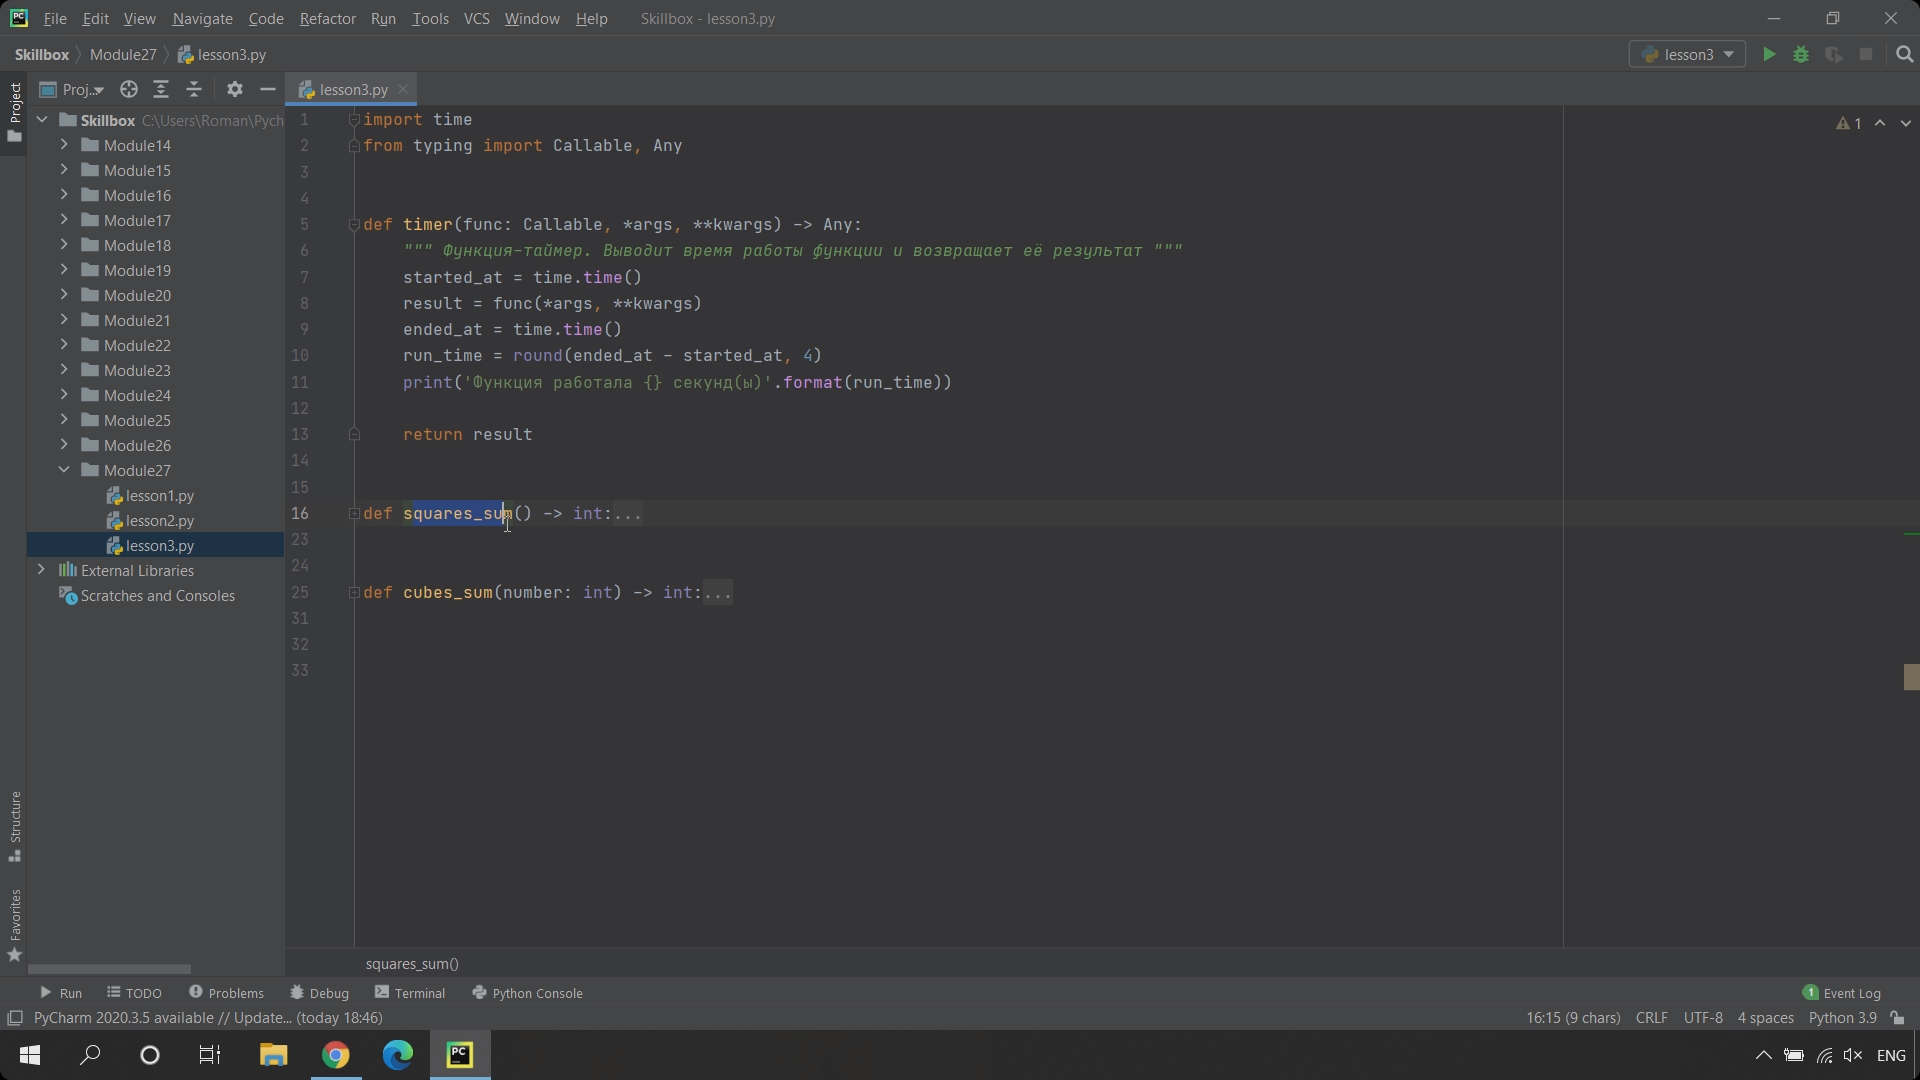 File Edit View Navigate Code Refactor Run Tools VCS Window Help Skillbox - lesson3.py
Skillbox Module27 lesson3.py lesson3
Proj... lesson3.py
Project
Skillbox C:\Users\Roman\Pych
Module14
Module15
Module16
Module17
Module18
Module19
Module20
Module21
Module22
Module23
Module24
Module25
Module26
Module27
lesson1.py
lesson2.py
lesson3.py
External Libraries
Scratches and Consoles
Structure
Favorites
1 import time
2 from typing import Callable, Any
3
4
5 def timer(func: Callable, *args, **kwargs) -> Any:
6 """ Функция-таймер. Выводит время работы функции и возвращает её результат """
7 started_at = time.time()
8 result = func(*args, **kwargs)
9 ended_at = time.time()
10 run_time = round(ended_at - started_at, 4)
11 print('Функция работала {} секунд(ы)'.format(run_time))
12
13 return result
14
15
16 def squares_sum() -> int:...
23
24
25 def cubes_sum(number: int) -> int:...
31
32
33
1
squares_sum()
Run TODO Problems Debug Terminal Python Console 1 Event Log
PyCharm 2020.3.5 available // Update... (today 18:46) 16:15 (9 chars) CRLF UTF-8 4 spaces Python 3.9
PC ENG